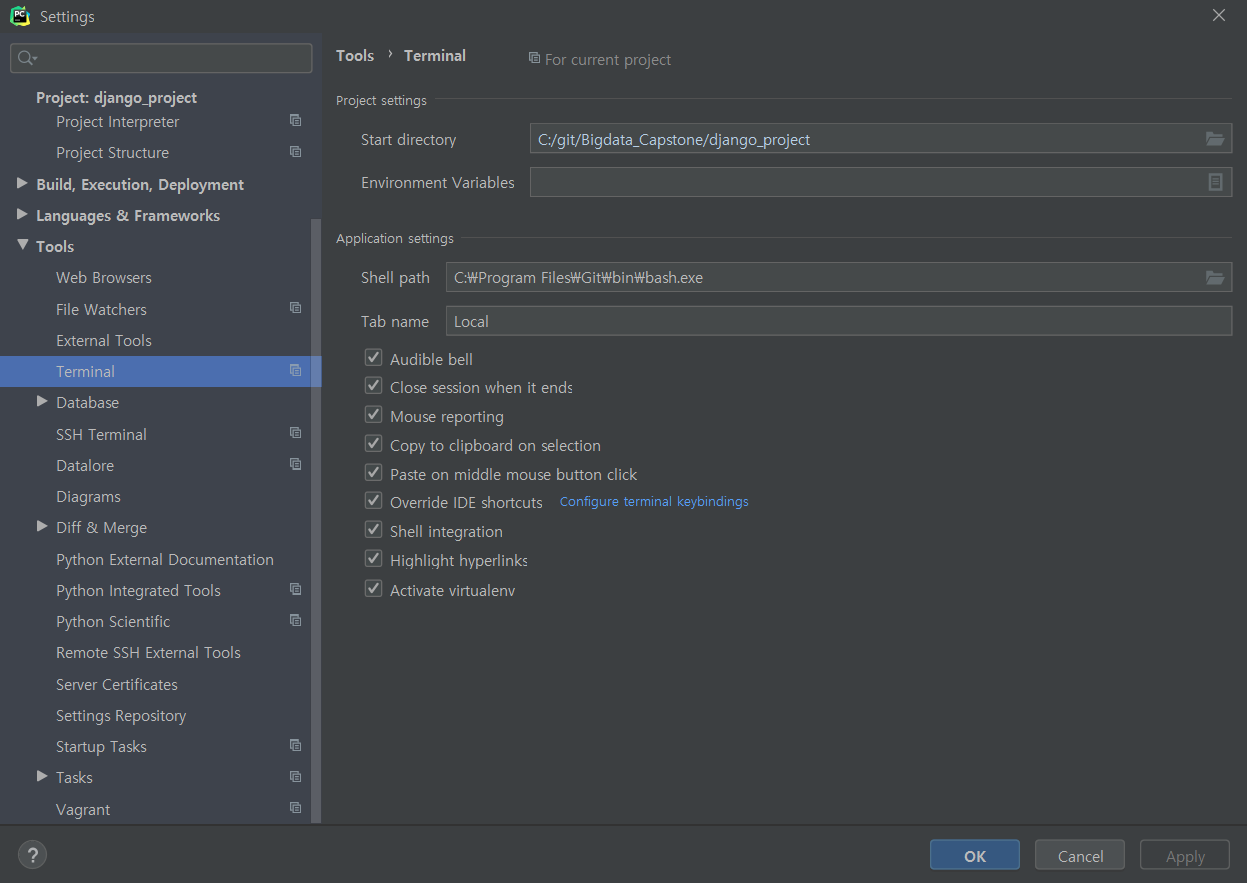 PC
Settings
Project: django_project
Project Interpreter
Project Structure
Build, Execution, Deployment
Languages & Frameworks
Tools
Web Browsers
File Watchers
External Tools
Terminal
Database
SSH Terminal
Datalore
Diagrams
Diff & Merge
Python External Documentation
Python Integrated Tools
Python Scientific
Remote SSH External Tools
Server Certificates
Settings Repository
Startup Tasks
Tasks
Vagrant
Tools › Terminal For current project
Project settings
Start directory C:/git/Bigdata_Capstone/django_project
Environment Variables
Application settings
Shell path C:₩Program Files₩Git₩bin₩bash.exe
Tab name Local
Audible bell
Close session when it ends
Mouse reporting
Copy to clipboard on selection
Paste on middle mouse button click
Override IDE shortcuts Configure terminal keybindings
Shell integration
Highlight hyperlinks
Activate virtualenv
? OK Cancel Apply